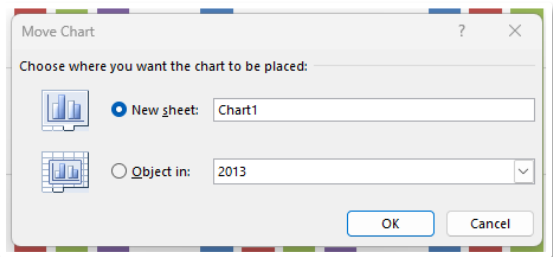 Move Chart ?
Choose where you want the chart to be placed:
New sheet: Chart1
Object in: 2013
OK Cancel